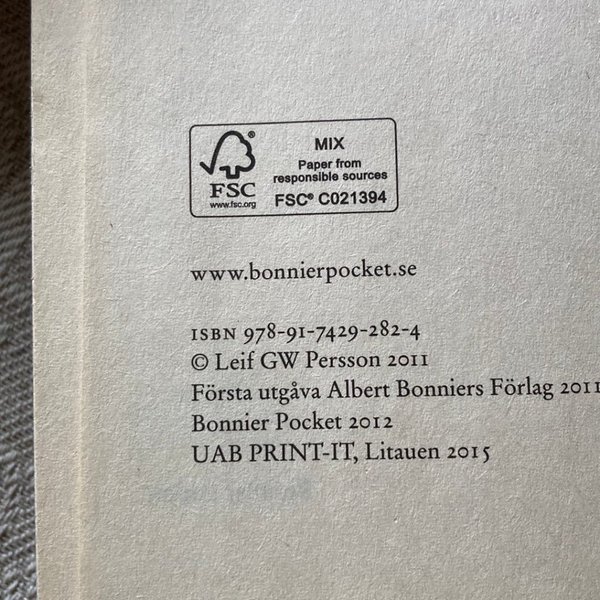 MIX
Paper from
responsible sources
FSC® C021394
®
FSC
www.fsc.org
www.bonnierpocket.se
ISBN 978-91-7429-282-4
© Leif GW Persson 2011
Första utgåva Albert Bonniers Förlag 2011
Bonnier Pocket 2012
UAB PRINT-IT, Litauen 2015